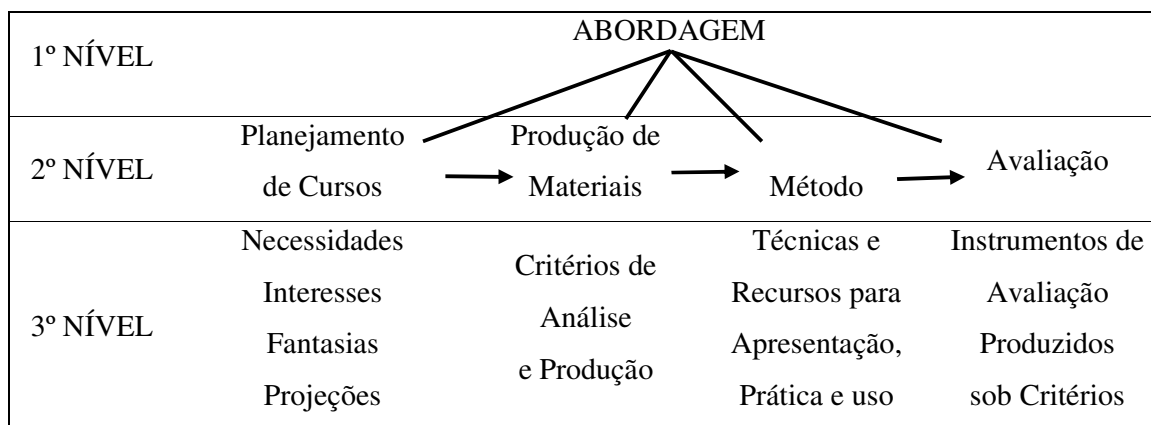 1º NÍVEL
ABORDAGEM
2º NÍVEL
Planejamento
de Cursos
Produção de
Materiais
Método
Avaliação
3º NÍVEL
Necessidades
Interesses
Fantasias
Projeções
Critérios de
Análise
e Produção
Técnicas e
Recursos para
Apresentação,
Prática e uso
Instrumentos de
Avaliação
Produzidos
sob Critérios